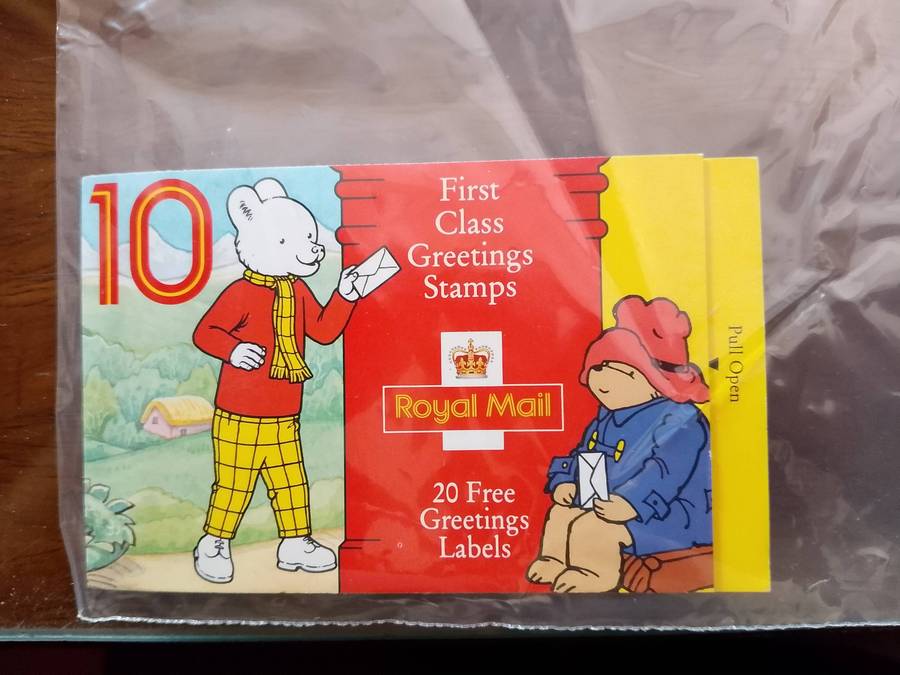 10
First
Class
Greetings
Stamps
Royal Mail
20 Free
Greetings
Labels
Pull Open